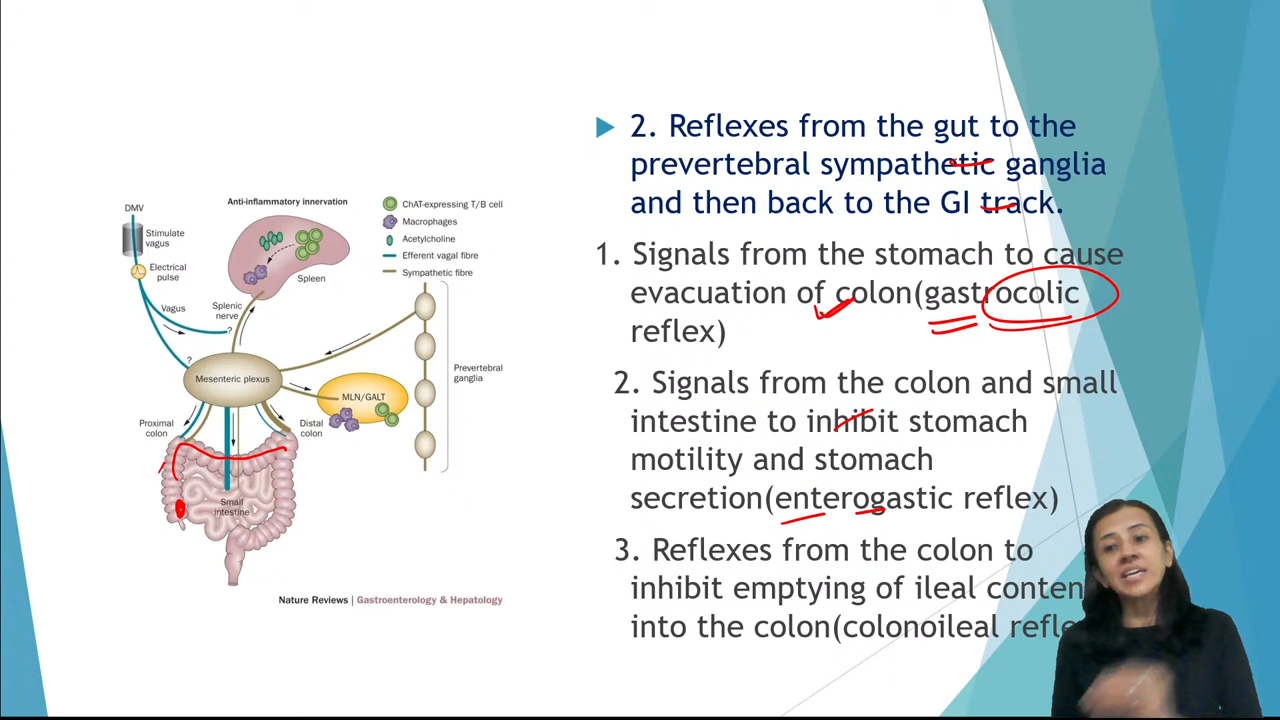 2. Reflexes from the gut to the
prevertebral sympathetic ganglia
and then back to the GI track.
1. Signals from the stomach to cause
evacuation of colon(gastrocolic
reflex)
2. Signals from the colon and small
intestine to inhibit stomach
motility and stomach
secretion(enterogastic reflex)
3. Reflexes from the colon to
inhibit emptying of ileal conten
into the colon(colonoileal refle
DMV
Stimulate
vagus
Electrical
pulse
Vagus
Anti-inflammatory innervation
Spleen
Splenic
nerve
?
?
ChAT-expressing T/B cell
Macrophages
Acetylcholine
Efferent vagal fibre
Sympathetic fibre
Mesenteric plexus
MLN/GALT
Prevertebral
ganglia
Proximal
colon
Distal
colon
Small
intestine
Nature Reviews | Gastroenterology & Hepatology